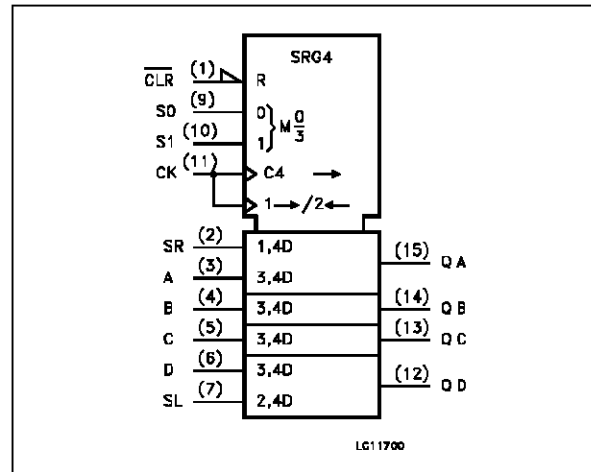 SRG4
CLR (1) R
S0 (9) 0
S1 (10) 1 } M 0/3
CK (11) C4 →
1→/2←
SR (2) 1,4D
(15) QA
A (3) 3,4D
B (4) 3,4D (14) QB
C (5) 3,4D (13) QC
D (6) 3,4D
(12) QD
SL (7) 2,4D
LC11700